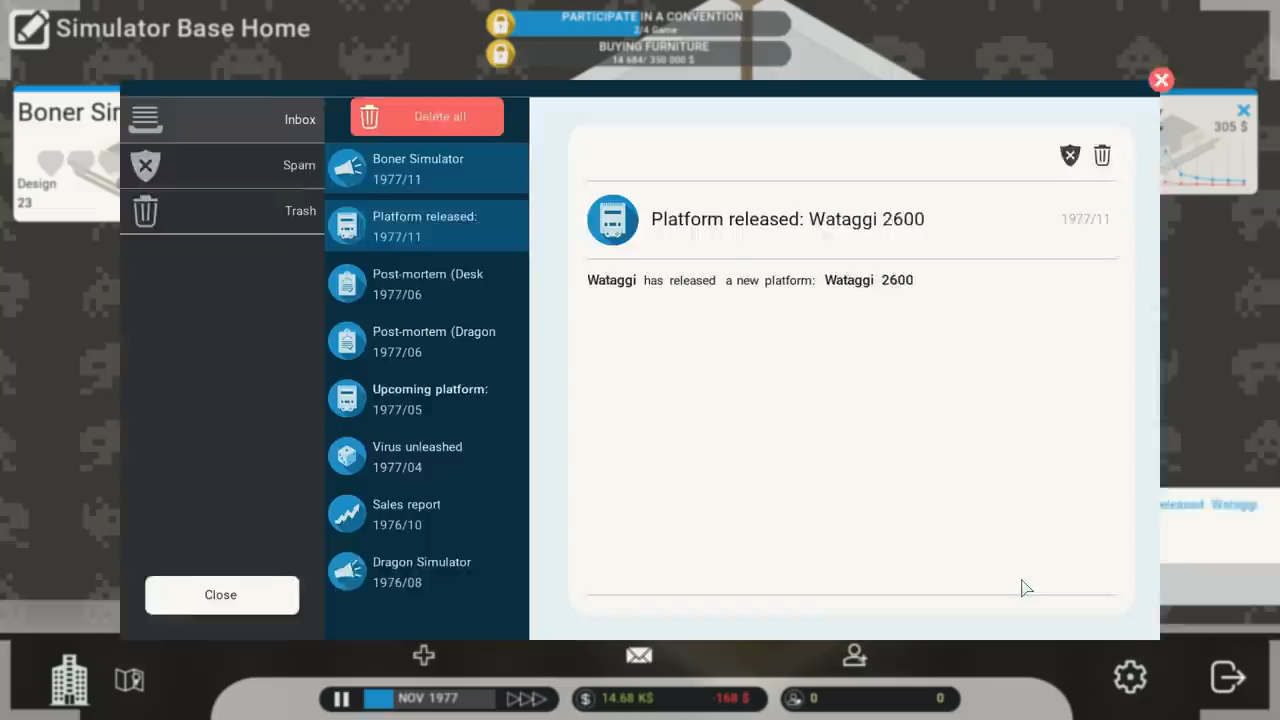 Simulator Base Home
PARTICIPATE IN A CONVENTION
2/4 Game
BUYING FURNITURE
14 684/ 350 000 $
Boner Sir
Design
23
305 $
Inbox
Spam
Trash
Close
Delete all
Boner Simulator
1977/11
Platform released:
1977/11
Post-mortem (Desk
1977/06
Post-mortem (Dragon
1977/06
Upcoming platform:
1977/05
Virus unleashed
1977/04
Sales report
1976/10
Dragon Simulator
1976/08
Platform released: Wataggi 2600
1977/11
Wataggi has released a new platform: Wataggi 2600
released Wataggi
NOV 1977
$ 14.68 K$ -168 $
0 0